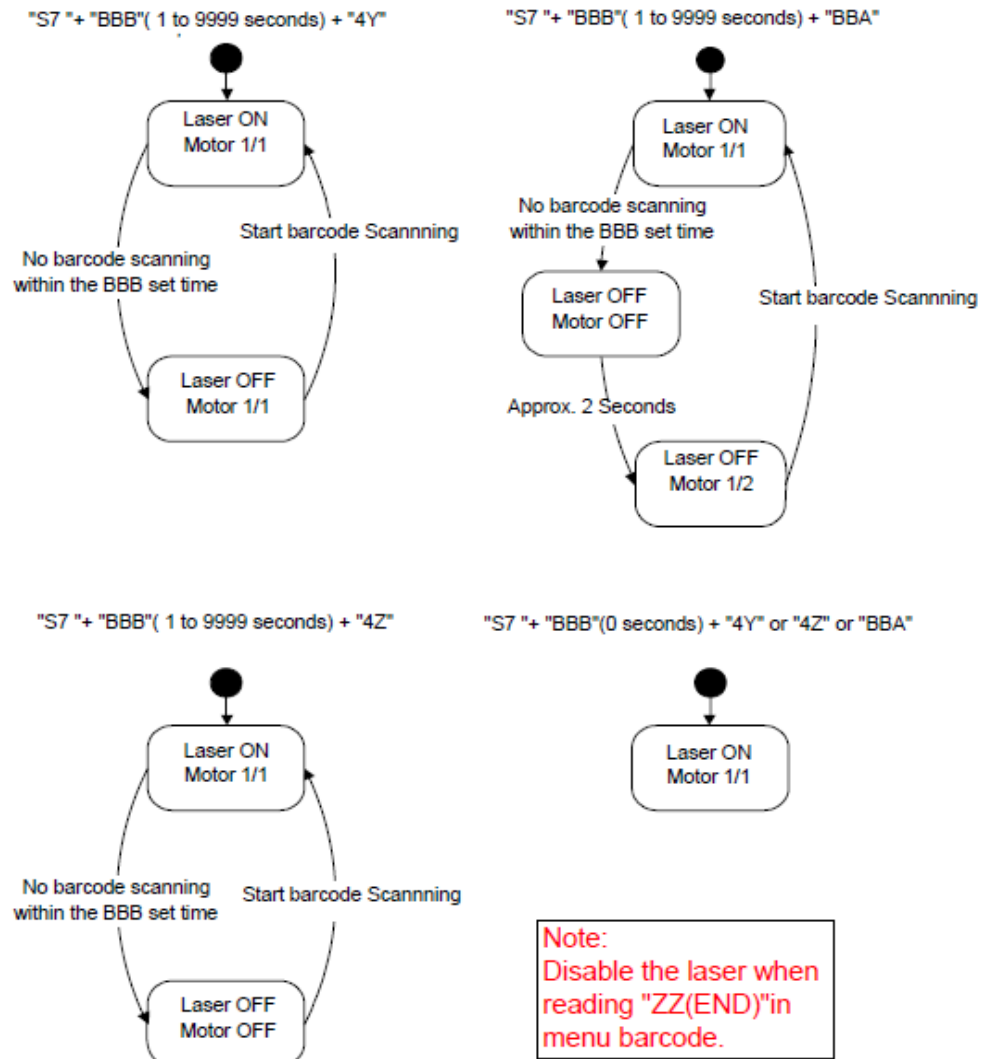 "S7 "+ "BBB"( 1 to 9999 seconds) + "4Y"
Laser ON
Motor 1/1
No barcode scanning
within the BBB set time
Start barcode Scannning
Laser OFF
Motor 1/1
"S7 "+ "BBB"( 1 to 9999 seconds) + "BBA"
Laser ON
Motor 1/1
No barcode scanning
within the BBB set time
Laser OFF
Motor OFF
Start barcode Scannning
Approx. 2 Seconds
Laser OFF
Motor 1/2
"S7 "+ "BBB"( 1 to 9999 seconds) + "4Z"
Laser ON
Motor 1/1
No barcode scanning
within the BBB set time
Start barcode Scannning
Laser OFF
Motor OFF
"S7 "+ "BBB"(0 seconds) + "4Y" or "4Z" or "BBA"
Laser ON
Motor 1/1
Note:
Disable the laser when
reading "ZZ(END)"in
menu barcode.